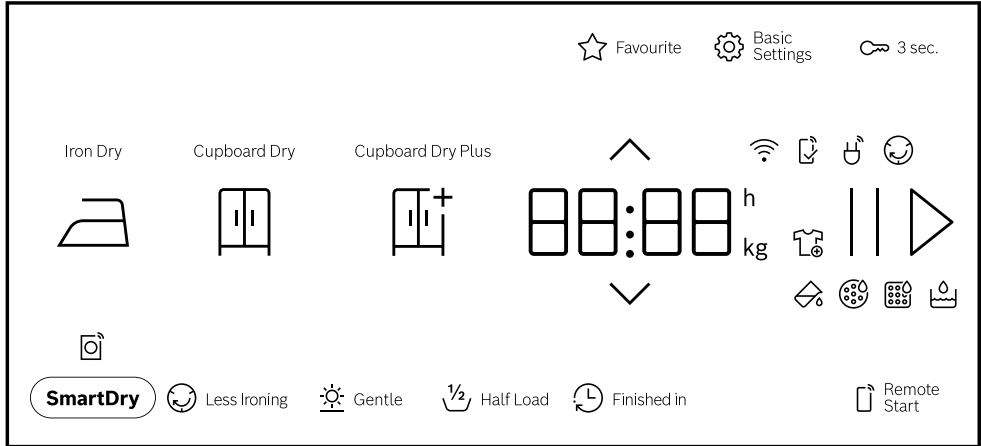 Favourite
Basic
Settings
3 sec.
Iron Dry
Cupboard Dry
Cupboard Dry Plus
88:88
h
kg
SmartDry
Less Ironing
Gentle
½
Half Load
Finished in
Remote
Start